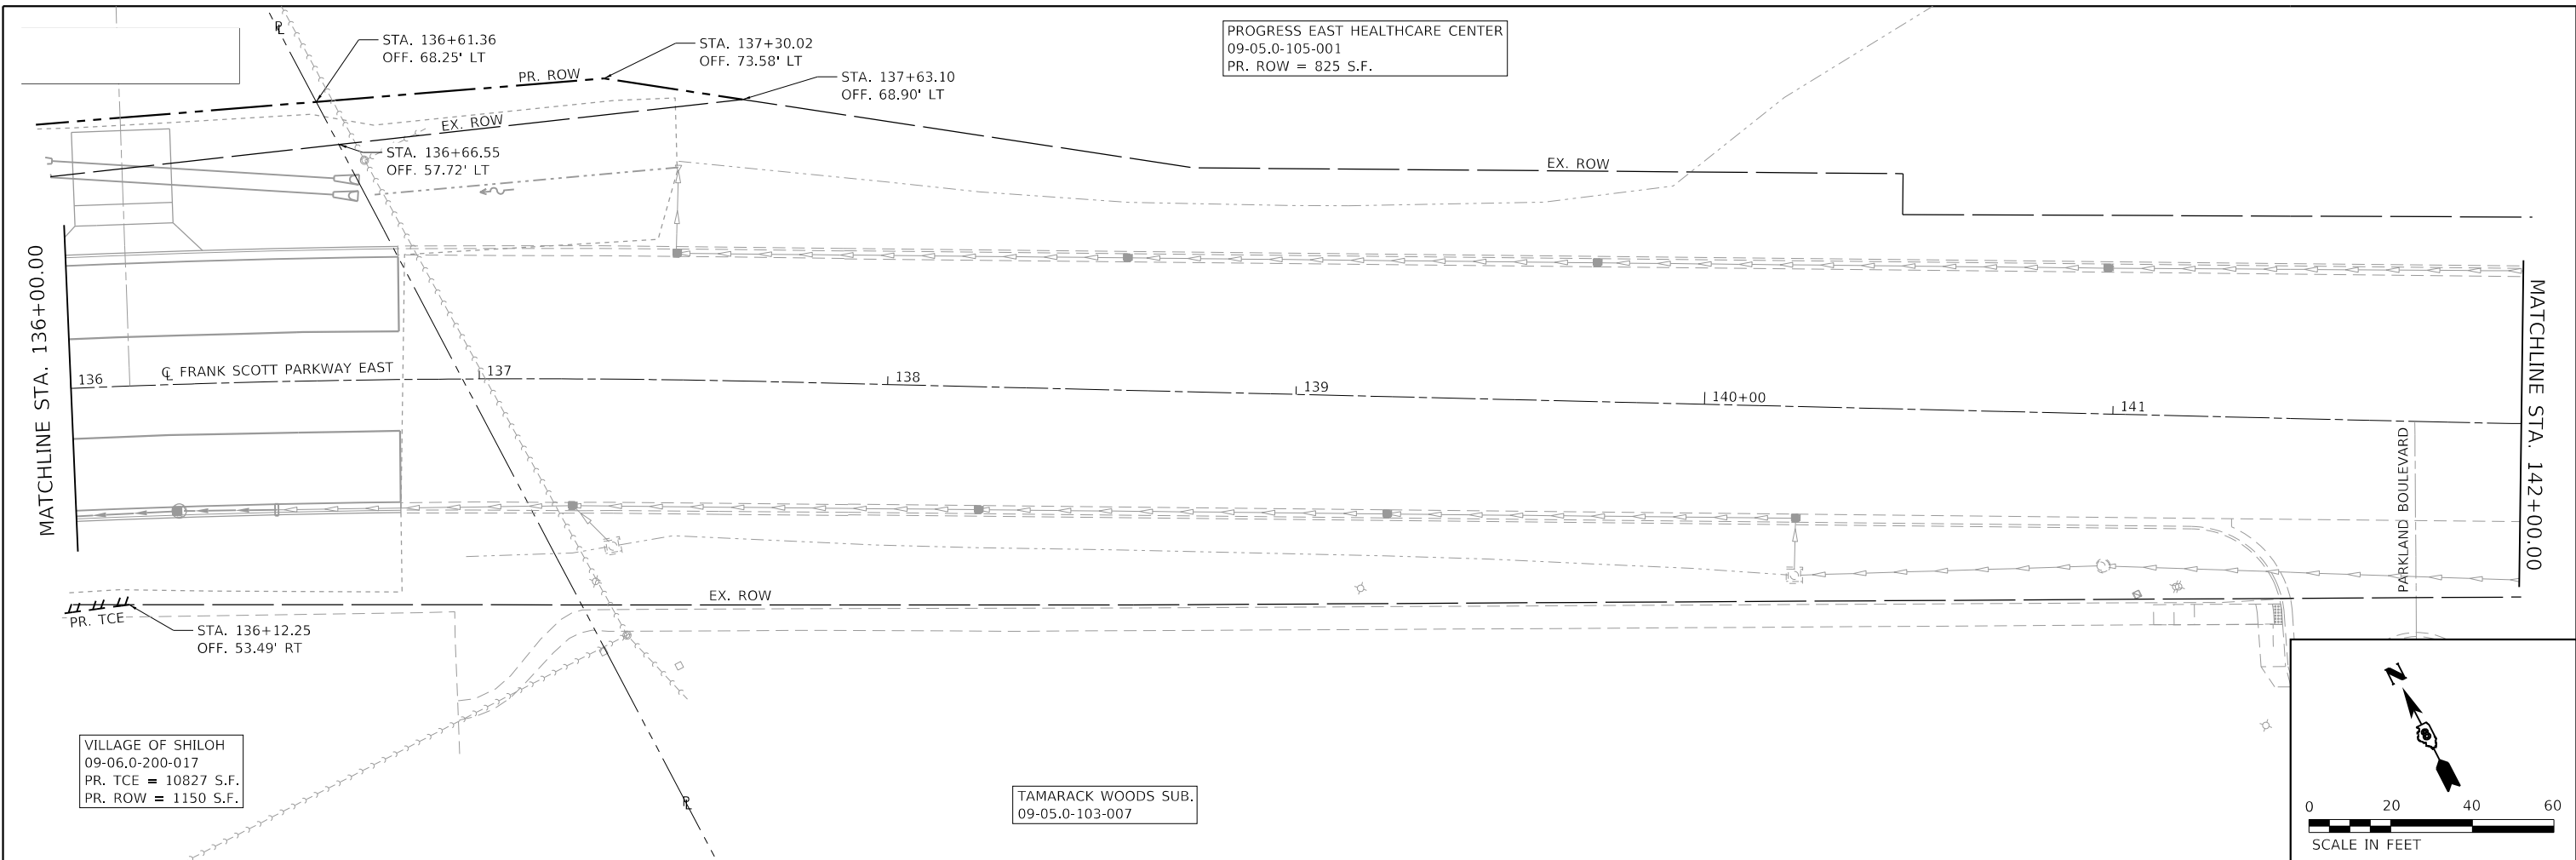 STA. 136+61.36
OFF. 68.25' LT
STA. 137+30.02
OFF. 73.58' LT
STA. 137+63.10
OFF. 68.90' LT
PROGRESS EAST HEALTHCARE CENTER
09-05.0-105-001
PR. ROW = 825 S.F.
PL
PR. ROW
EX. ROW
STA. 136+66.55
OFF. 57.72' LT
EX. ROW
MATCHLINE STA. 136+00.00
136
CL FRANK SCOTT PARKWAY EAST
137
138
139
140+00
141
PARKLAND BOULEVARD
MATCHLINE STA. 142+00.00
EX. ROW
PR. TCE
STA. 136+12.25
OFF. 53.49' RT
VILLAGE OF SHILOH
09-06.0-200-017
PR. TCE = 10827 S.F.
PR. ROW = 1150 S.F.
PL
TAMARACK WOODS SUB.
09-05.0-103-007
N
8
0 20 40 60
SCALE IN FEET